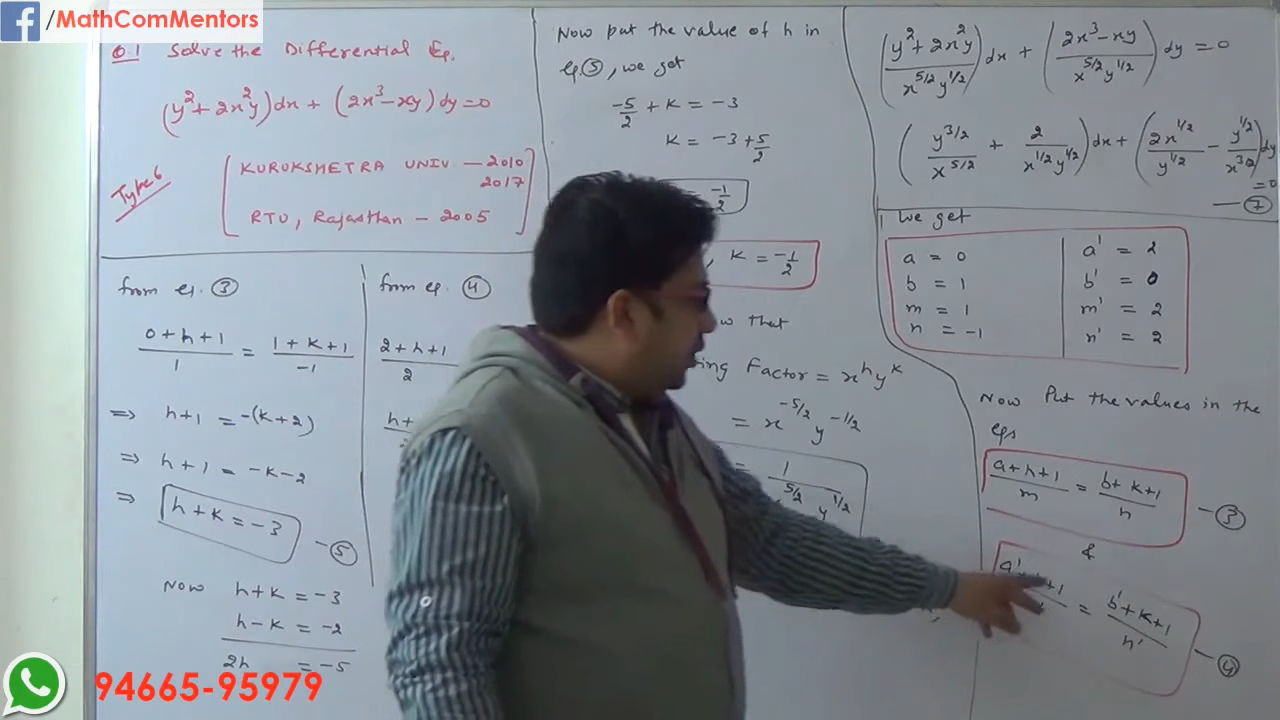 /MathComMentors
Q.1 Solve the Differential Eq.
(y² + 2x²y)dx + (2x³ - xy)dy = 0
Type 6
[KURUKSHETRA UNIV — 2010
2017
RTU, Rajasthan - 2005]
from eq. ③
(0 + h + 1)/1 = (1 + k + 1)/-1
⇒ h+1 = -(k+2)
⇒ h+1 = -k-2
⇒ h+k = -3 — ⑤
Now h+k = -3
h-k = -2
2h = -5
from eq. ④
(2 + h + 1)/2
h+
Now put the value of h in
eq. ⑤, we get
-5/2 + k = -3
k = -3 + 5/2
= -1/2
, k = -1/2
that
Factor = x^h y^k
= x^(-5/2) y^(-1/2)
= 1/(^(5/2) y^(1/2))
((y² + 2x²y)/(x^(5/2) y^(1/2)))dx + ((2x³ - xy)/(x^(5/2) y^(1/2)))dy = 0
(y^(3/2)/x^(5/2) + 2/(x^(1/2) y^(1/2)))dx + (2x^(1/2)/y^(1/2) - y^(1/2)/x^(3/2))dy
= 0
— ⑦
we get
a = 0
b = 1
m = 1
n = -1
a' = 2
b' = 0
m' = 2
n' = 2
Now Put the values in the
eqs
(a+h+1)/m = (b+k+1)/n — ③
&
a' +1 = (b'+k+1)/n' — ④
94665-95979